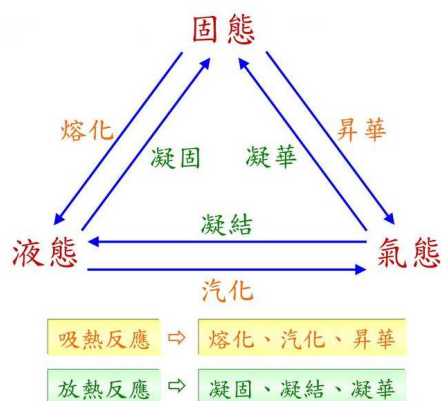 固態
熔化
昇華
凝固
凝華
凝結
液態
氣態
汽化
吸熱反應 ⇨ 熔化、汽化、昇華
放熱反應 ⇨ 凝固、凝結、凝華